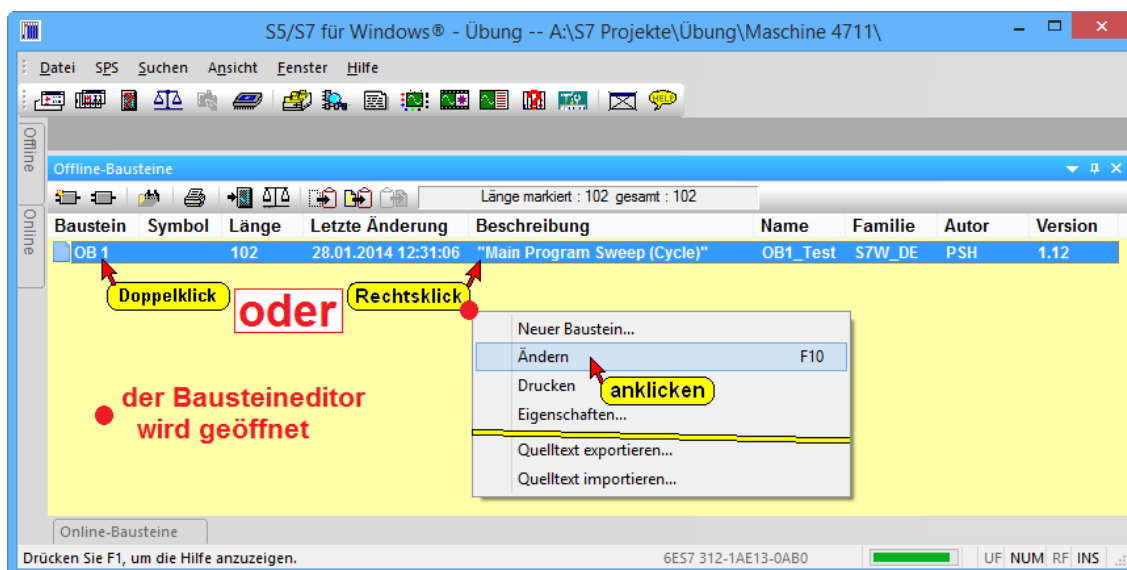 S5/S7 für Windows® - Übung -- A:\S7 Projekte\Übung\Maschine 4711\
Datei SPS Suchen Ansicht Fenster Hilfe
HELP
Offline
Online
Offline-Bausteine
Länge markiert : 102 gesamt : 102
Baustein Symbol Länge Letzte Änderung Beschreibung Name Familie Autor Version
OB 1 102 28.01.2014 12:31:06 "Main Program Sweep (Cycle)" OB1_Test S7W_DE PSH 1.12
Doppelklick oder Rechtsklick
Neuer Baustein...
Ändern F10
Drucken
anklicken
Eigenschaften...
der Bausteineditor
wird geöffnet
Quelltext exportieren...
Quelltext importieren...
Online-Bausteine
Drücken Sie F1, um die Hilfe anzuzeigen. 6ES7 312-1AE13-0AB0 UF NUM RF INS